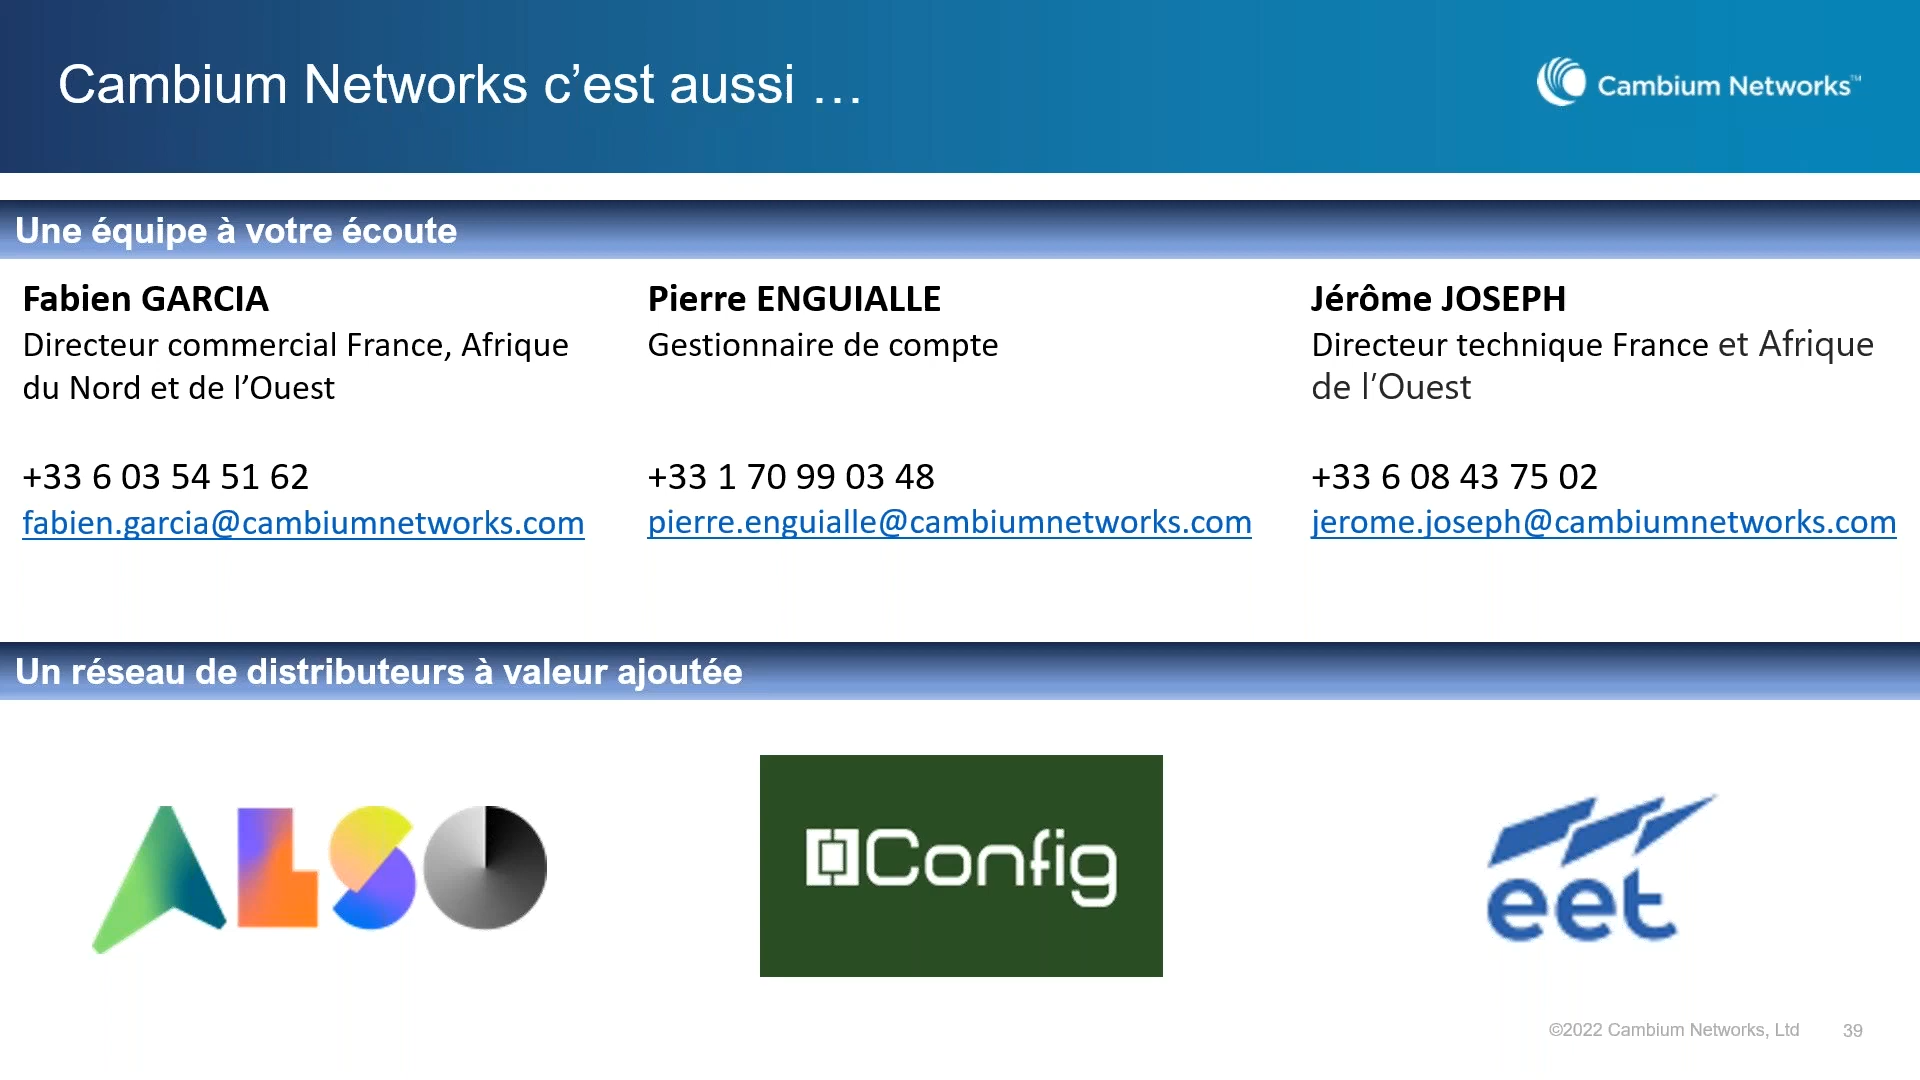 Cambium Networks c’est aussi …
Cambium Networks™
Une équipe à votre écoute
Fabien GARCIA
Directeur commercial France, Afrique
du Nord et de l’Ouest
+33 6 03 54 51 62
fabien.garcia@cambiumnetworks.com
Pierre ENGUIALLE
Gestionnaire de compte
+33 1 70 99 03 48
pierre.enguialle@cambiumnetworks.com
Jérôme JOSEPH
Directeur technique France et Afrique
de l’Ouest
+33 6 08 43 75 02
jerome.joseph@cambiumnetworks.com
Un réseau de distributeurs à valeur ajoutée
ALSO
Config
eet
©2022 Cambium Networks, Ltd
39